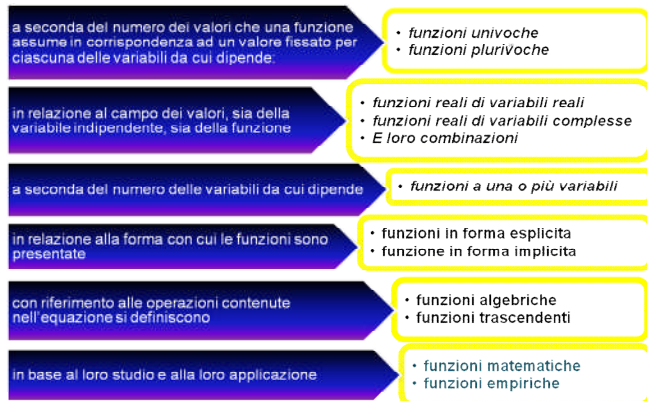 a seconda del numero dei valori che una funzione
assume in corrispondenza ad un valore fissato per
ciascuna delle variabili da cui dipende:
• funzioni univoche
• funzioni plurivoche
in relazione al campo dei valori, sia della
variabile indipendente, sia della funzione
• funzioni reali di variabili reali
• funzioni reali di variabili complesse
• E loro combinazioni
a seconda del numero delle variabili da cui dipende
• funzioni a una o più variabili
in relazione alla forma con cui le funzioni sono
presentate
• funzioni in forma esplicita
• funzione in forma implicita
con riferimento alle operazioni contenute
nell'equazione si definiscono
• funzioni algebriche
• funzioni trascendenti
in base al loro studio e alla loro applicazione
• funzioni matematiche
• funzioni empiriche